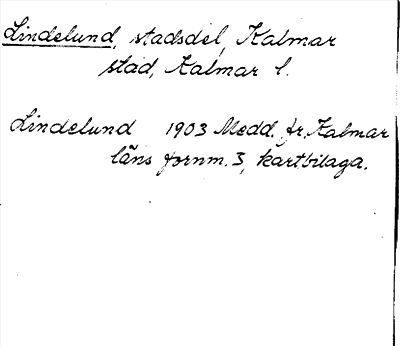 Lindelund, stadsdel, Kalmar
stad, Kalmar l.
Lindelund 1903 Medd. fr. Kalmar
läns fornm. 3, kartbilaga.